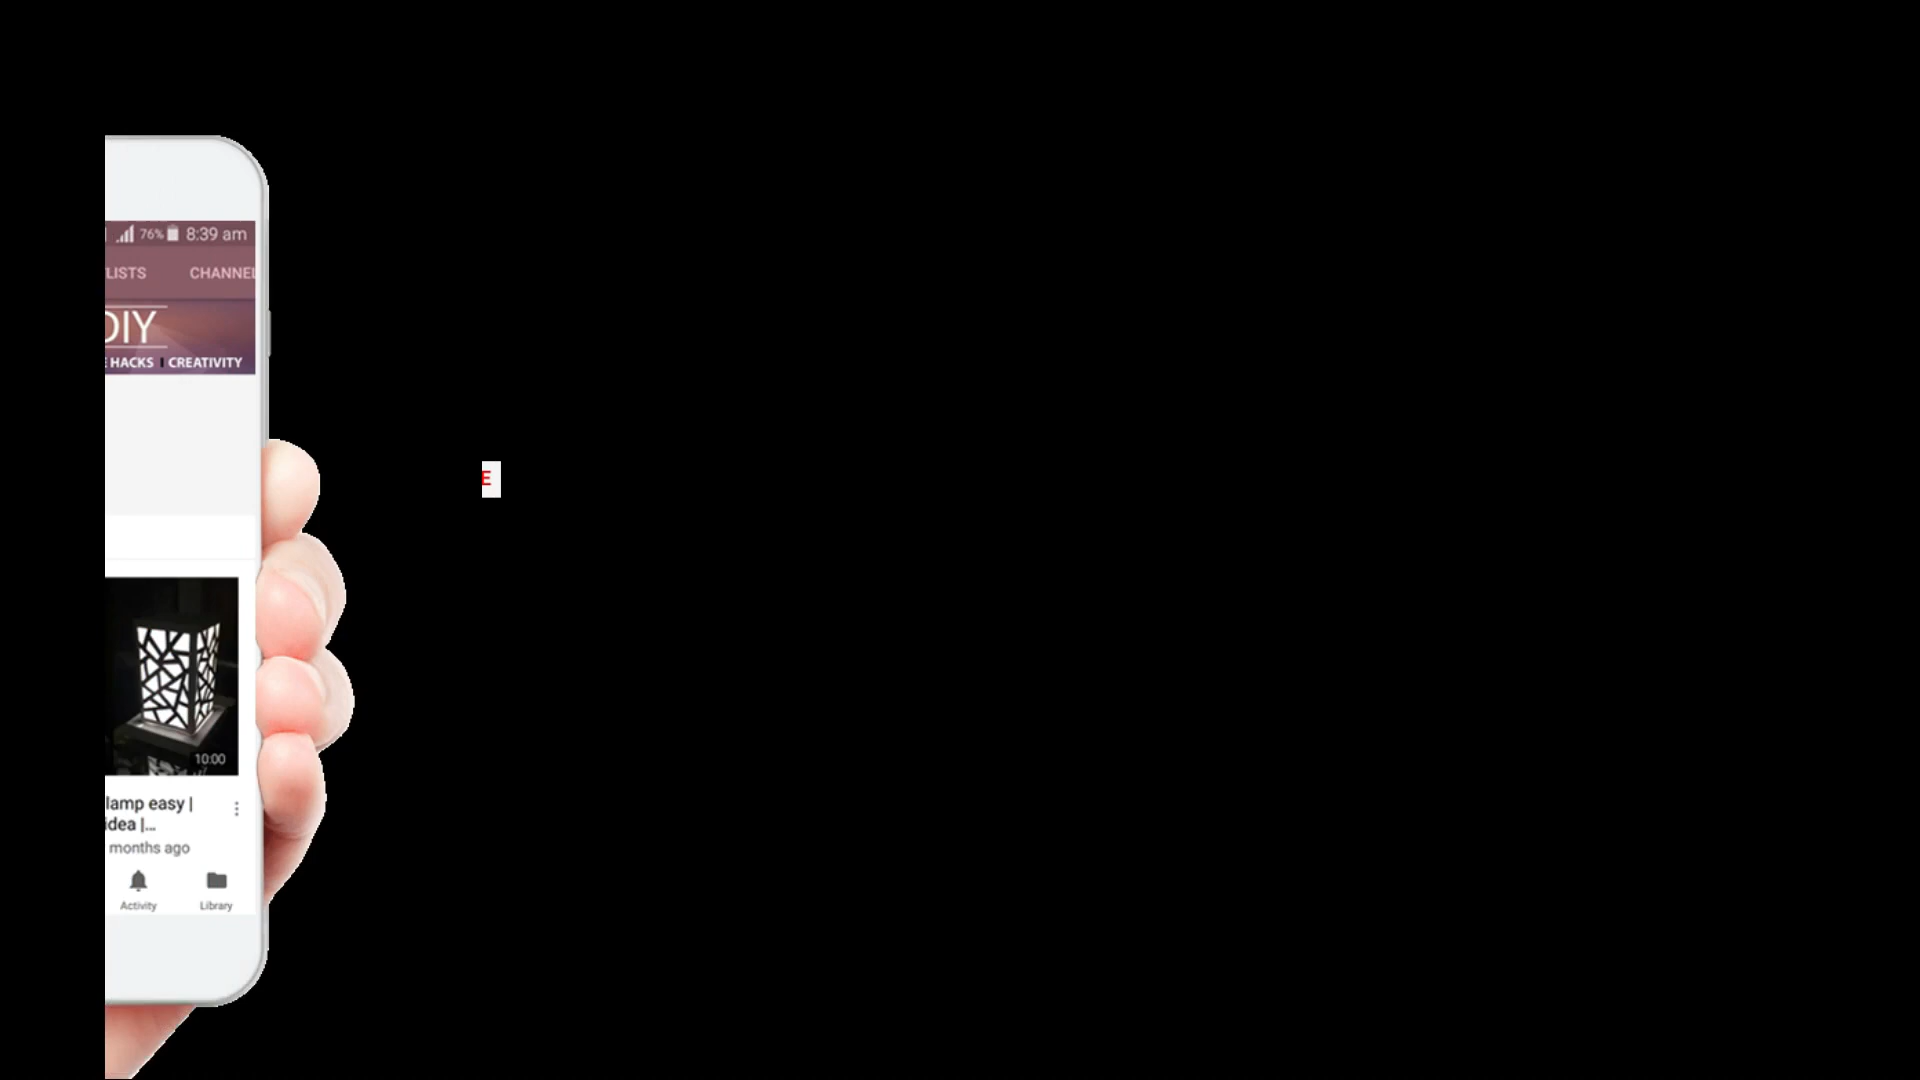 76% 8:39 am
LISTS CHANNEL
DIY
HACKS | CREATIVITY
E
10:00
lamp easy |
idea |...
months ago
Activity Library